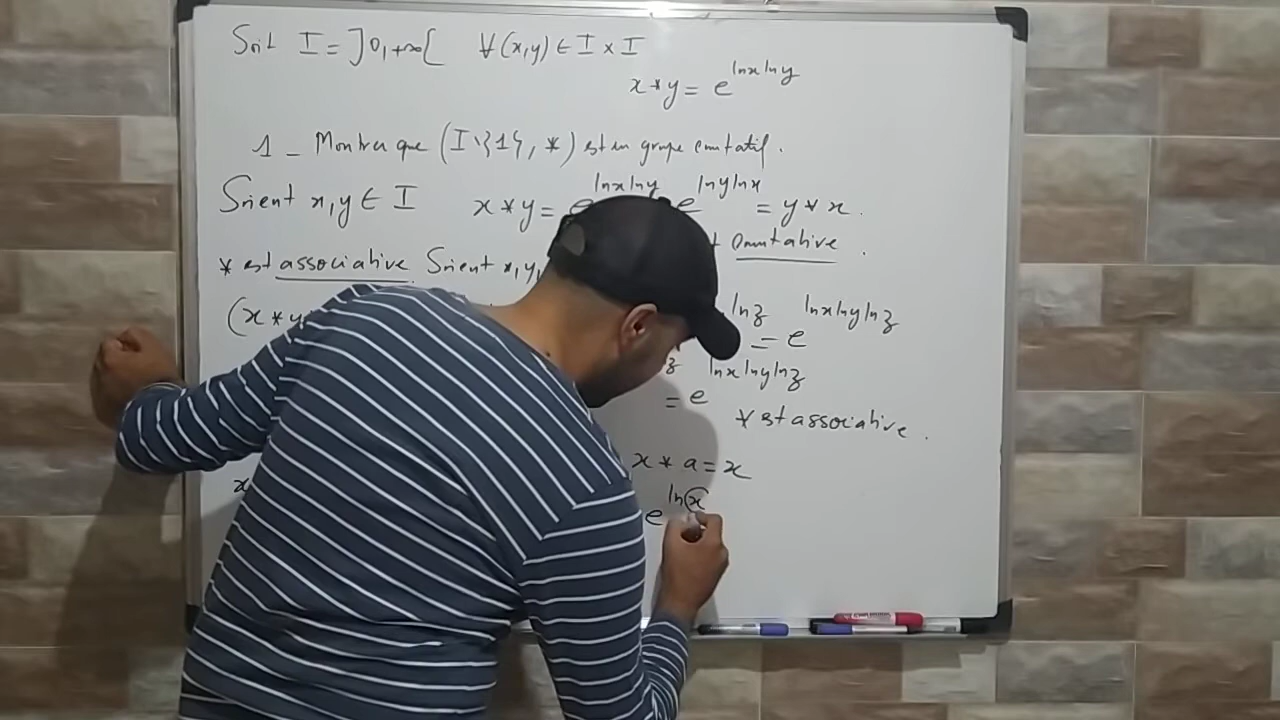 Soit I = ]0,+∞[ ∀(x,y) ∈ I × I
x * y = e^{lnx lny}
1 _ Montrer que (I\{1}, *) est un groupe commutatif.
Soient x,y ∈ I x * y = e^{lnx lny} e^{lny lnx} = y * x.
commutative.
* est associative. Soient x,y,
(x * y lnz = e^{lnx lny lnz}
z = e^{lnx lny lnz}
* est associative.
x * a = x
x e^{ln(x